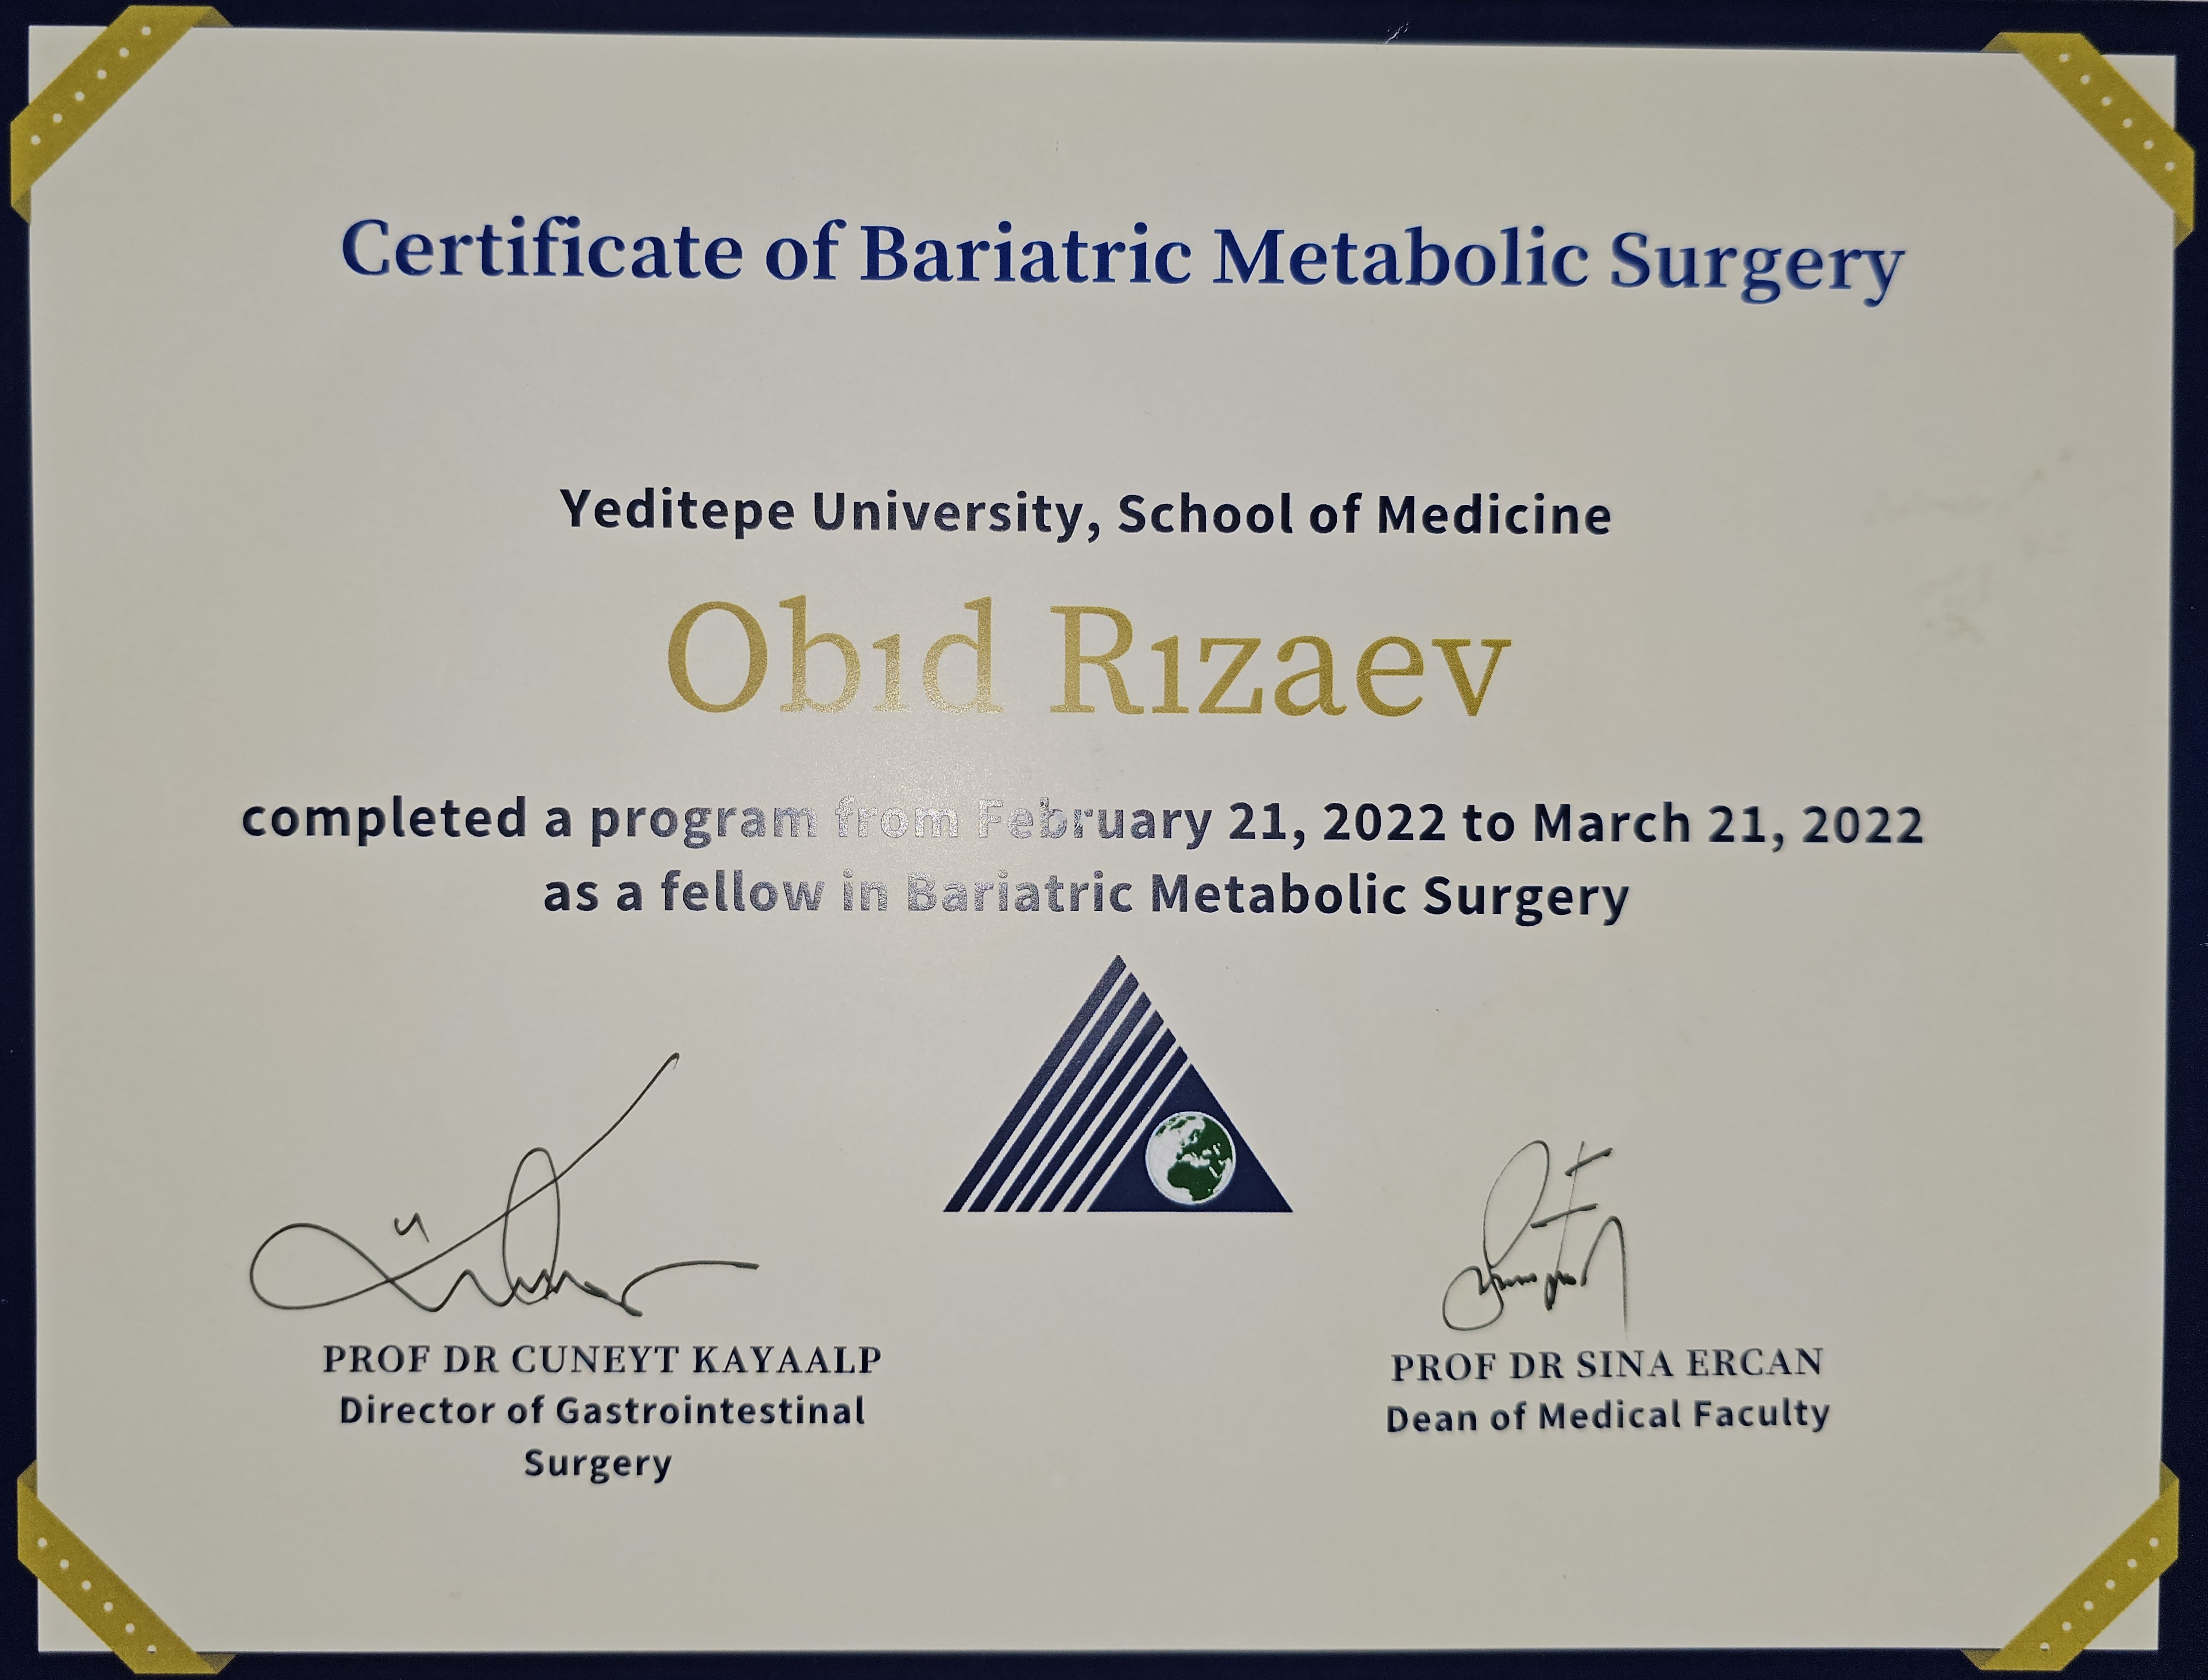 Certificate of Bariatric Metabolic Surgery
Yeditepe University, School of Medicine
Obıd Rızaev
completed a program from February 21, 2022 to March 21, 2022
as a fellow in Bariatric Metabolic Surgery
PROF DR CUNEYT KAYAALP
Director of Gastrointestinal
Surgery
PROF DR SINA ERCAN
Dean of Medical Faculty